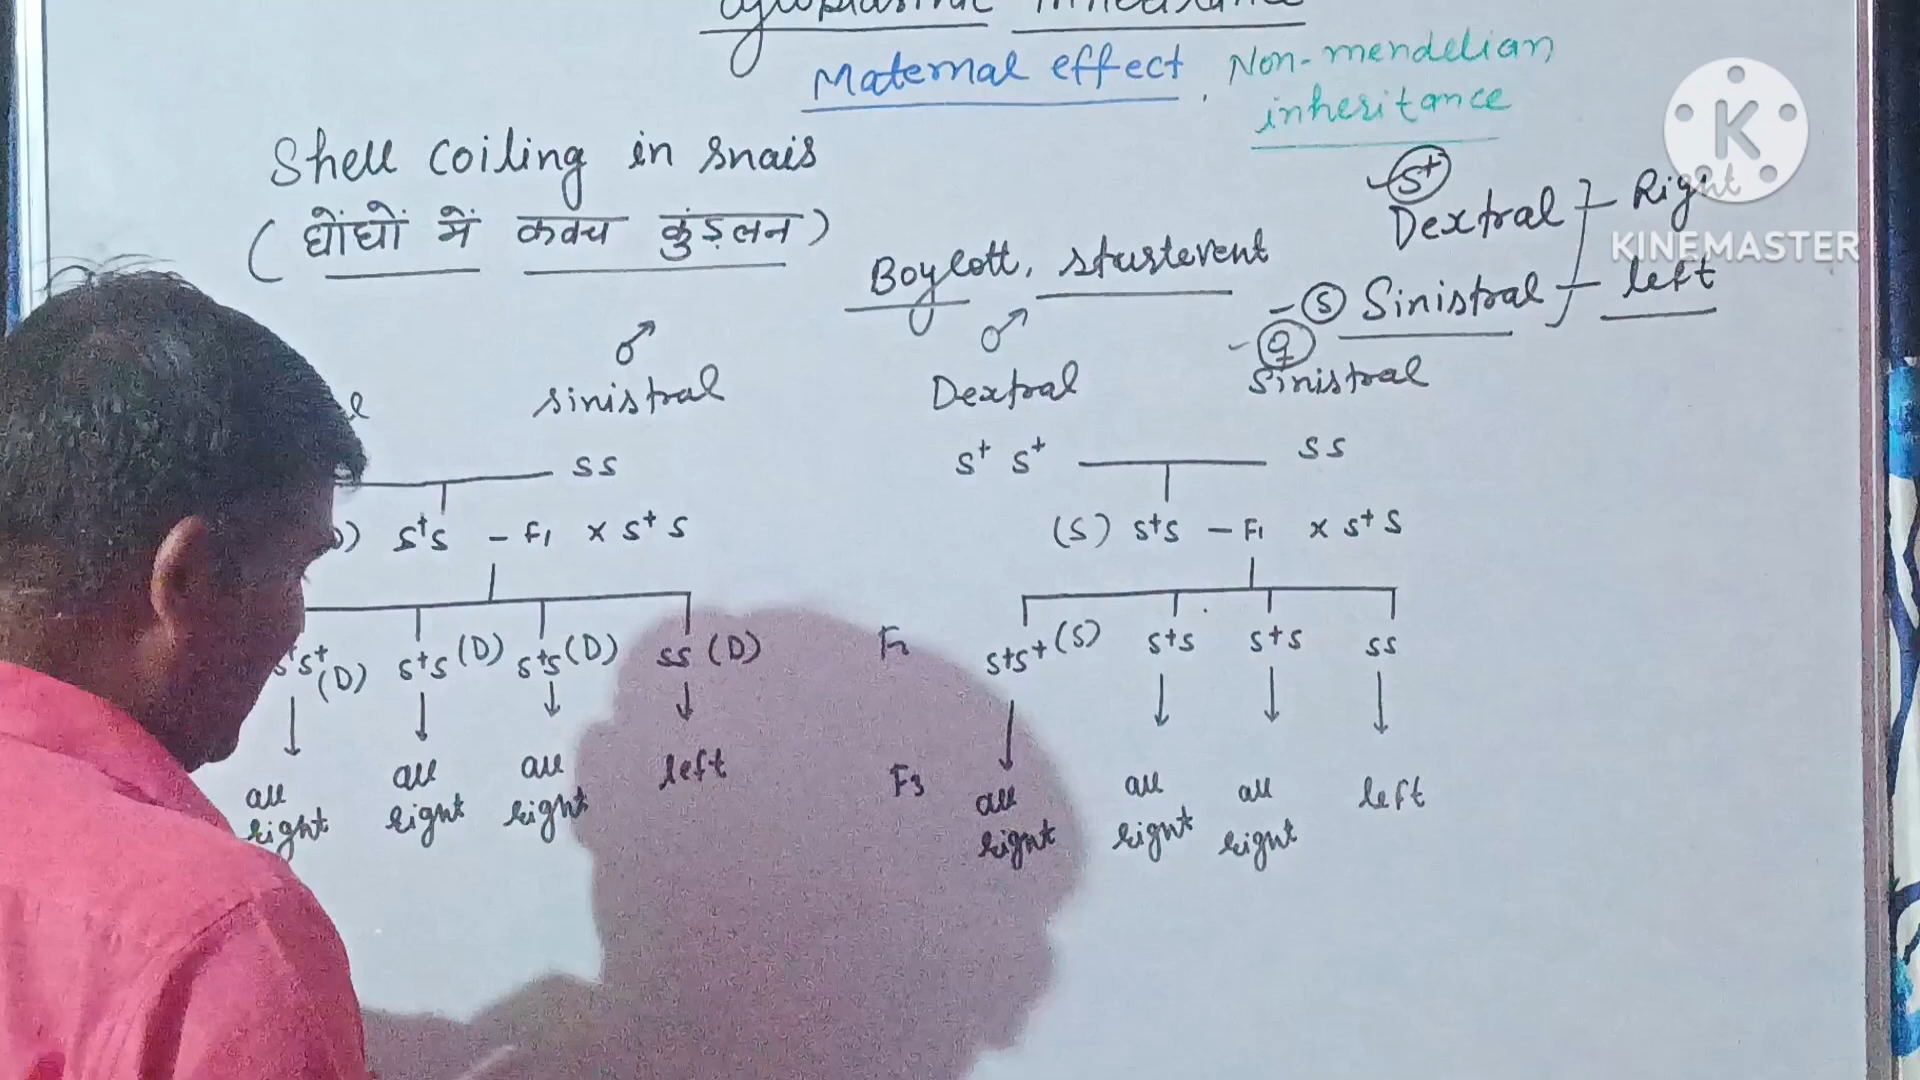 Maternal effect, Non-mendelian
inheritance
Shell coiling in snais
(घोंघों में कवच कुंड़लन)
Boycott, sturtevent
s+
Dextral - Right
s Sinistral - left
♂ ♂ ♀
sinistral Dextral Sinistral
ss s+ s+ ss
s+s - F1 x s+ s (S) s+s - F1 x s+ s
s+ (D) s+s (D) s+s (D) ss (D) F2 s+s+ (S) s+s s+s ss
all right all right all right left F3 all right all right all right left
K
KINEMASTER